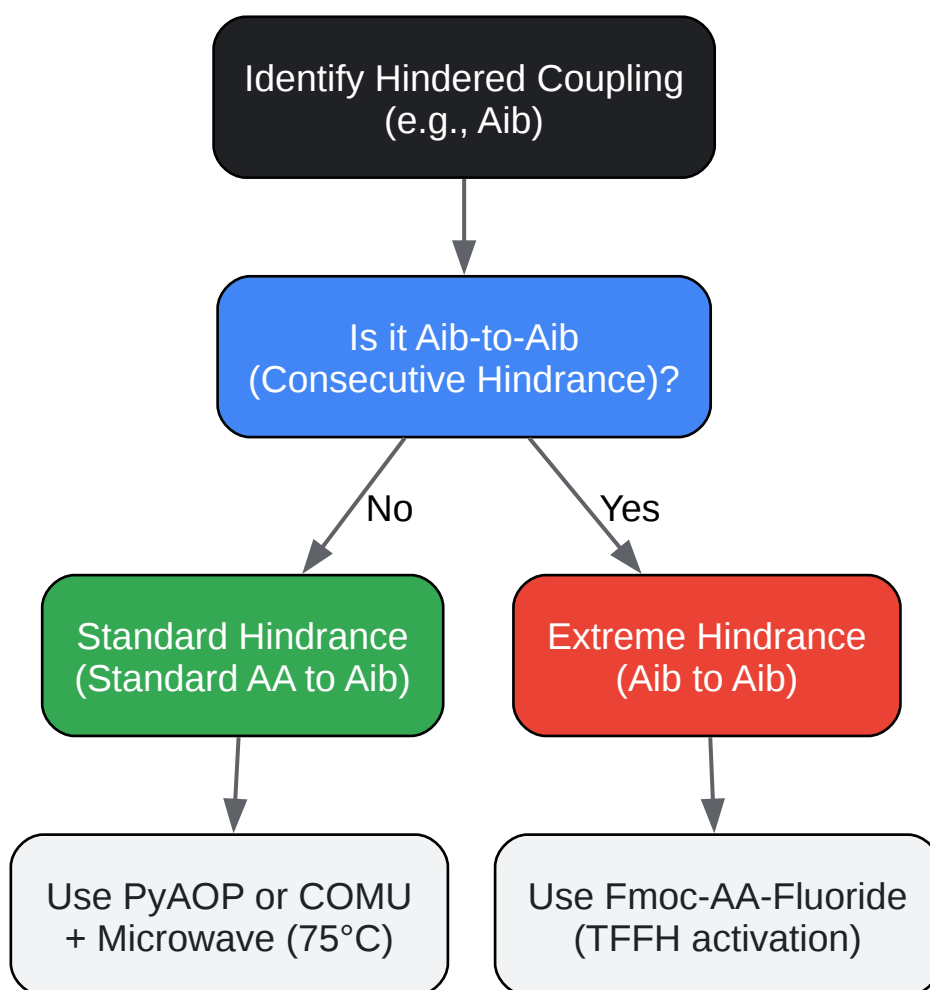 Identify Hindered Coupling
(e.g., Aib)
Is it Aib-to-Aib
(Consecutive Hindrance)?
No
Yes
Standard Hindrance
(Standard AA to Aib)
Extreme Hindrance
(Aib to Aib)
Use PyAOP or COMU
+ Microwave (75°C)
Use Fmoc-AA-Fluoride
(TFFH activation)